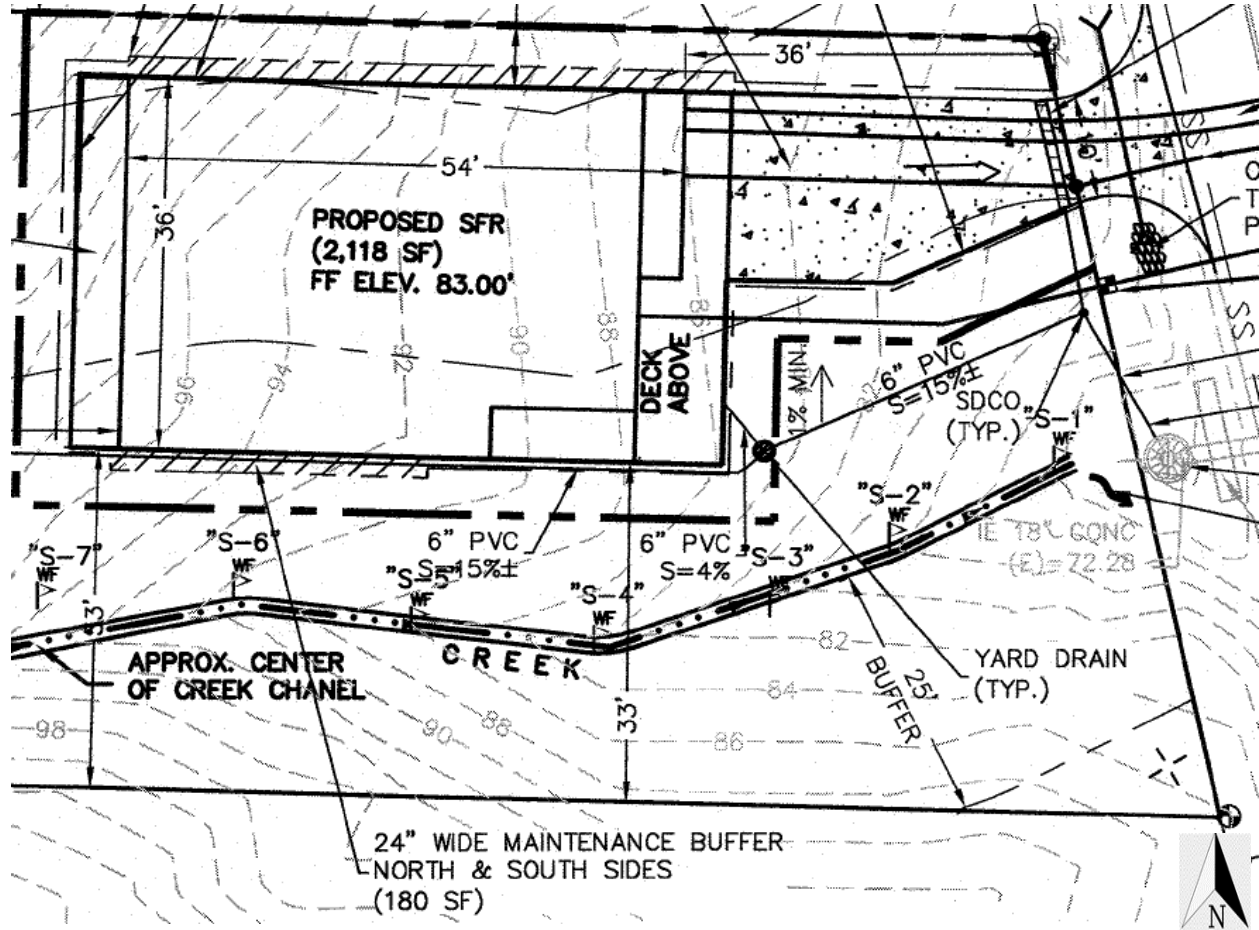 36'
54'
36'
PROPOSED SFR
(2,118 SF)
FF ELEV. 83.00'
DECK
ABOVE
96
94
92
90
88
86
1% MIN.
6" PVC
S=15%±
SDCO
(TYP.)
"S-1"
WF
"S-2"
WF
"S-3"
WF
"S-4"
WF
"S-5"
WF
"S-6"
WF
"S-7"
WF
6" PVC
S=15%±
6" PVC
S=4%
IE 18" CONC
(E)=72.28
SS
SS
O
T
P
33'
33'
APPROX. CENTER
OF CREEK CHANEL
CREEK
25'
BUFFER
YARD DRAIN
(TYP.)
82
84
86
88
90
98
24" WIDE MAINTENANCE BUFFER
NORTH & SOUTH SIDES
(180 SF)
N